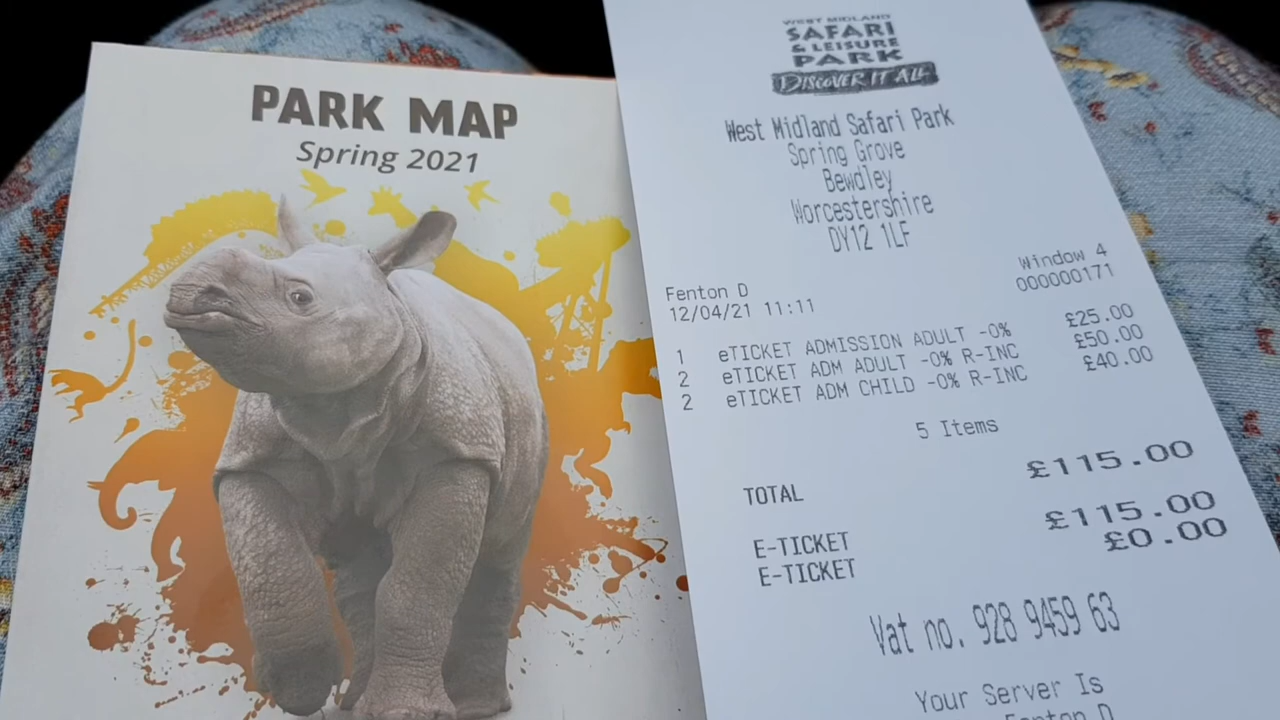 PARK MAP
Spring 2021
WEST MIDLAND
SAFARI
& LEISURE
PARK
DISCOVER IT ALL
West Midland Safari Park
Spring Grove
Bewdley
Worcestershire
DY12 1LF
Window 4
000000171
Fenton D
12/04/21 11:11
1 eTICKET ADMISSION ADULT -0% £25.00
2 eTICKET ADM ADULT -0% R-INC £50.00
2 eTICKET ADM CHILD -0% R-INC £40.00
5 Items
TOTAL £115.00
E-TICKET £115.00
E-TICKET £0.00
Vat no. 928 9459 63
Your Server Is
Fenton D